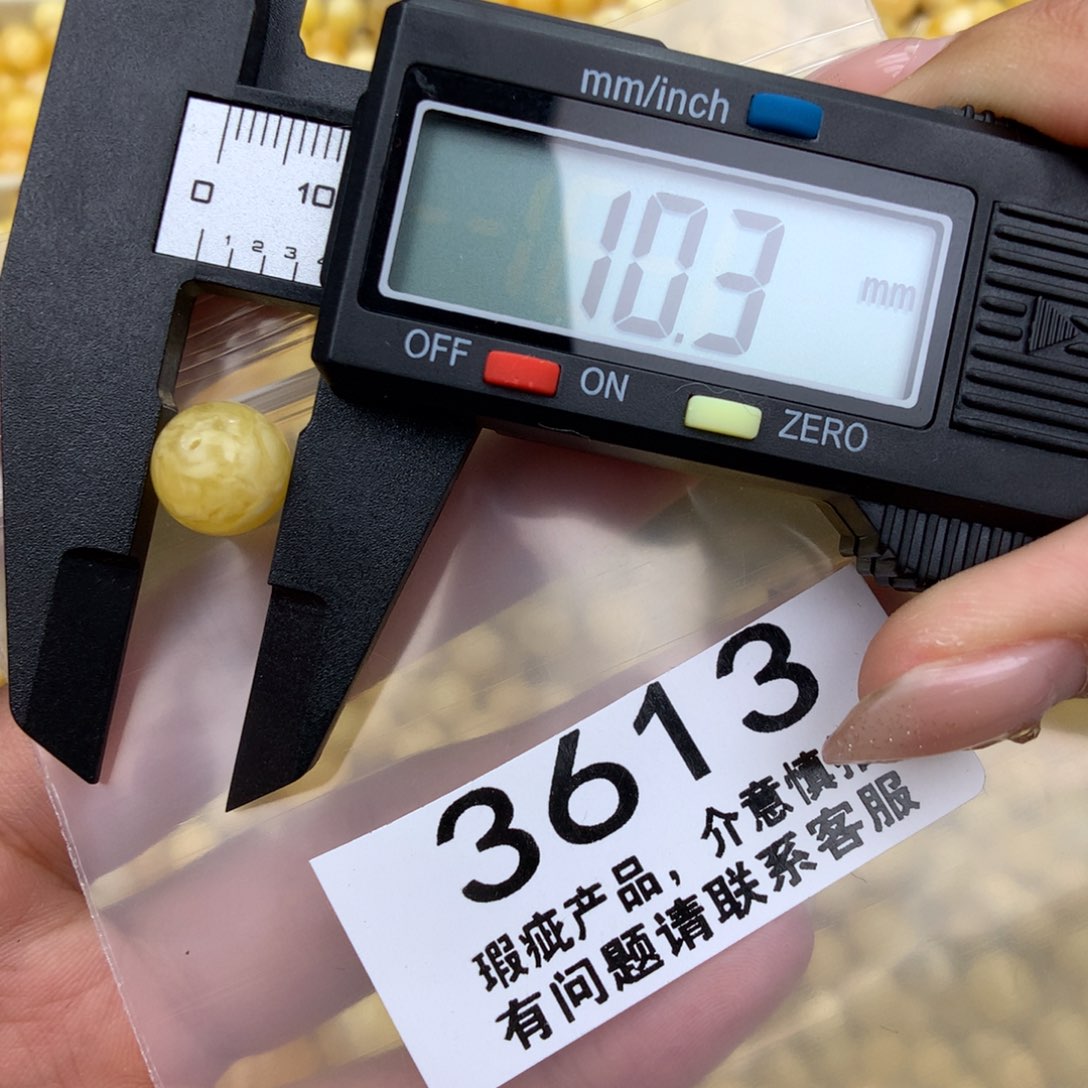 mm/inch
0 10
1 2 3
10.3 mm
OFF ON ZERO
3613
瑕疵产品，介意慎
有问题请联系客服